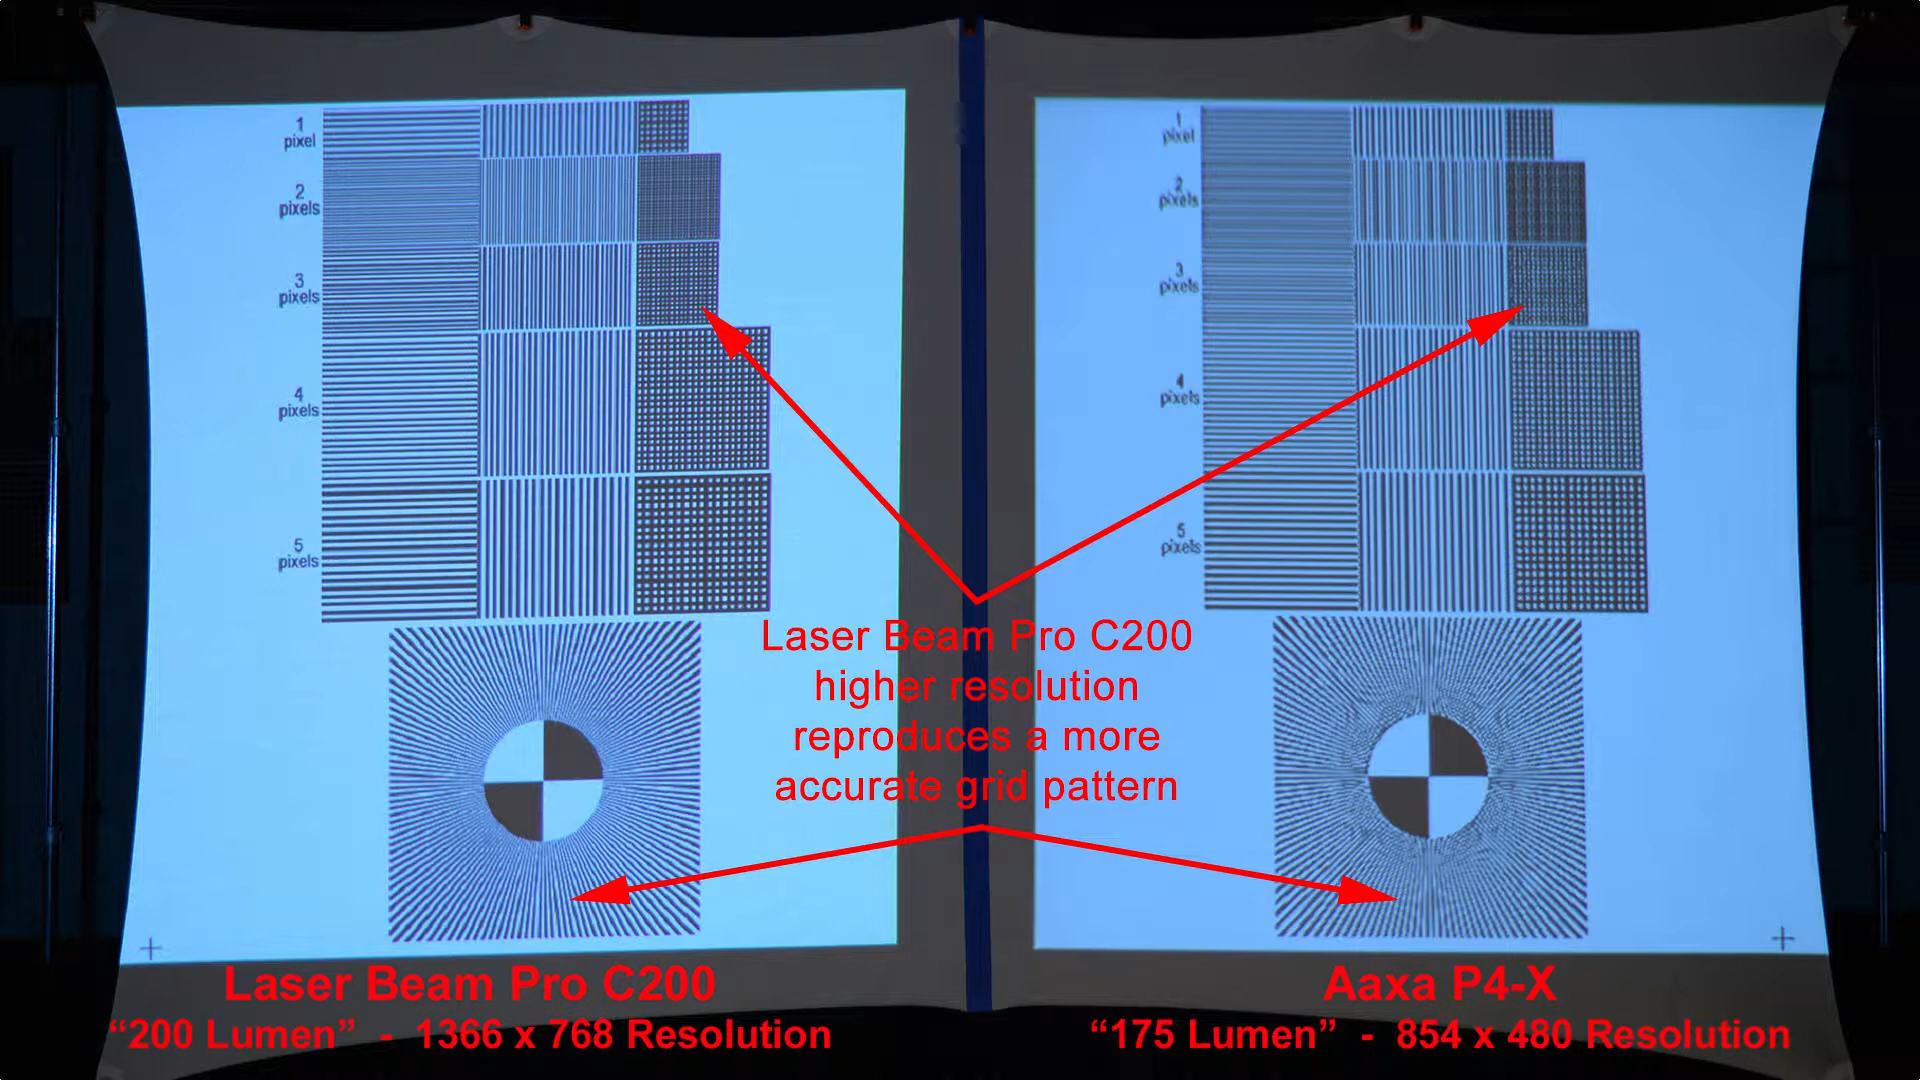 1
pixel
2
pixels
3
pixels
4
pixels
5
pixels
1
pixel
2
pixels
3
pixels
4
pixels
5
pixels
Laser Beam Pro C200
higher resolution
reproduces a more
accurate grid pattern
Laser Beam Pro C200
“200 Lumen” - 1366 x 768 Resolution
Aaxa P4-X
“175 Lumen” - 854 x 480 Resolution